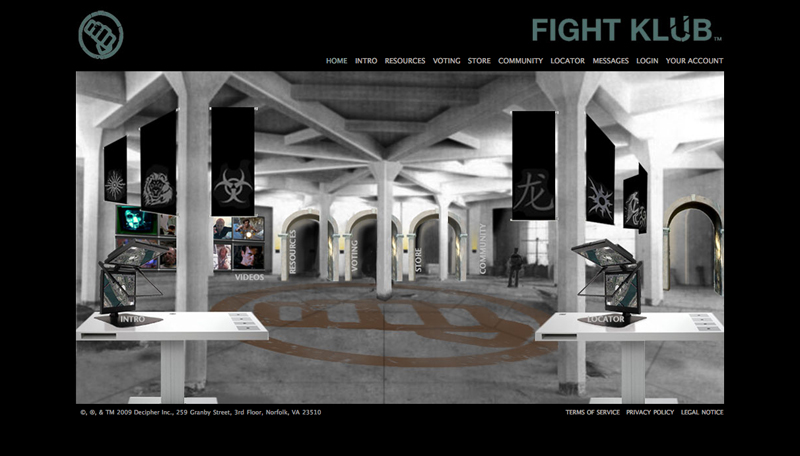 FIGHT KLUB™
HOME INTRO RESOURCES VOTING STORE COMMUNITY LOCATOR MESSAGES LOGIN YOUR ACCOUNT
龙
RESOURCES
VOTING
STORE
COMMUNITY
VIDEOS
INTRO
LOCATOR
©, ®, & TM 2009 Decipher Inc., 259 Granby Street, 3rd Floor, Norfolk, VA 23510
TERMS OF SERVICE PRIVACY POLICY LEGAL NOTICE